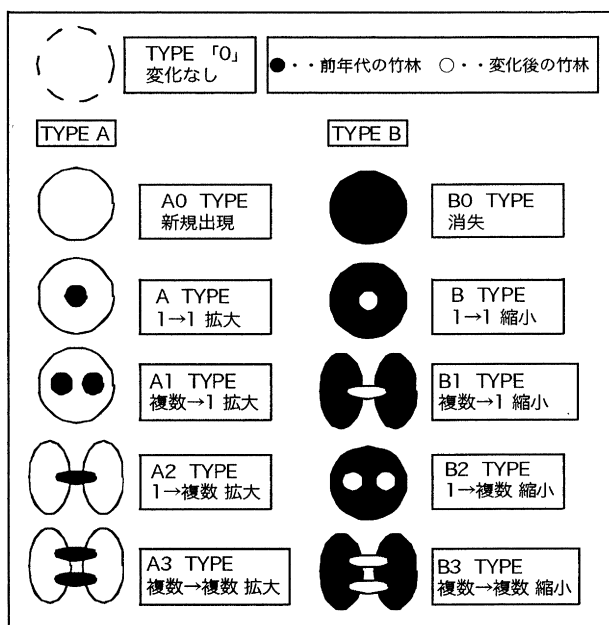 TYPE 「0」
変化なし
●・・前年代の竹林 ○・・変化後の竹林
TYPE A
TYPE B
A0 TYPE
新規出現
B0 TYPE
消失
A TYPE
1→1 拡大
B TYPE
1→1 縮小
A1 TYPE
複数→1 拡大
B1 TYPE
複数→1 縮小
A2 TYPE
1→複数 拡大
B2 TYPE
1→複数 縮小
A3 TYPE
複数→複数 拡大
B3 TYPE
複数→複数 縮小